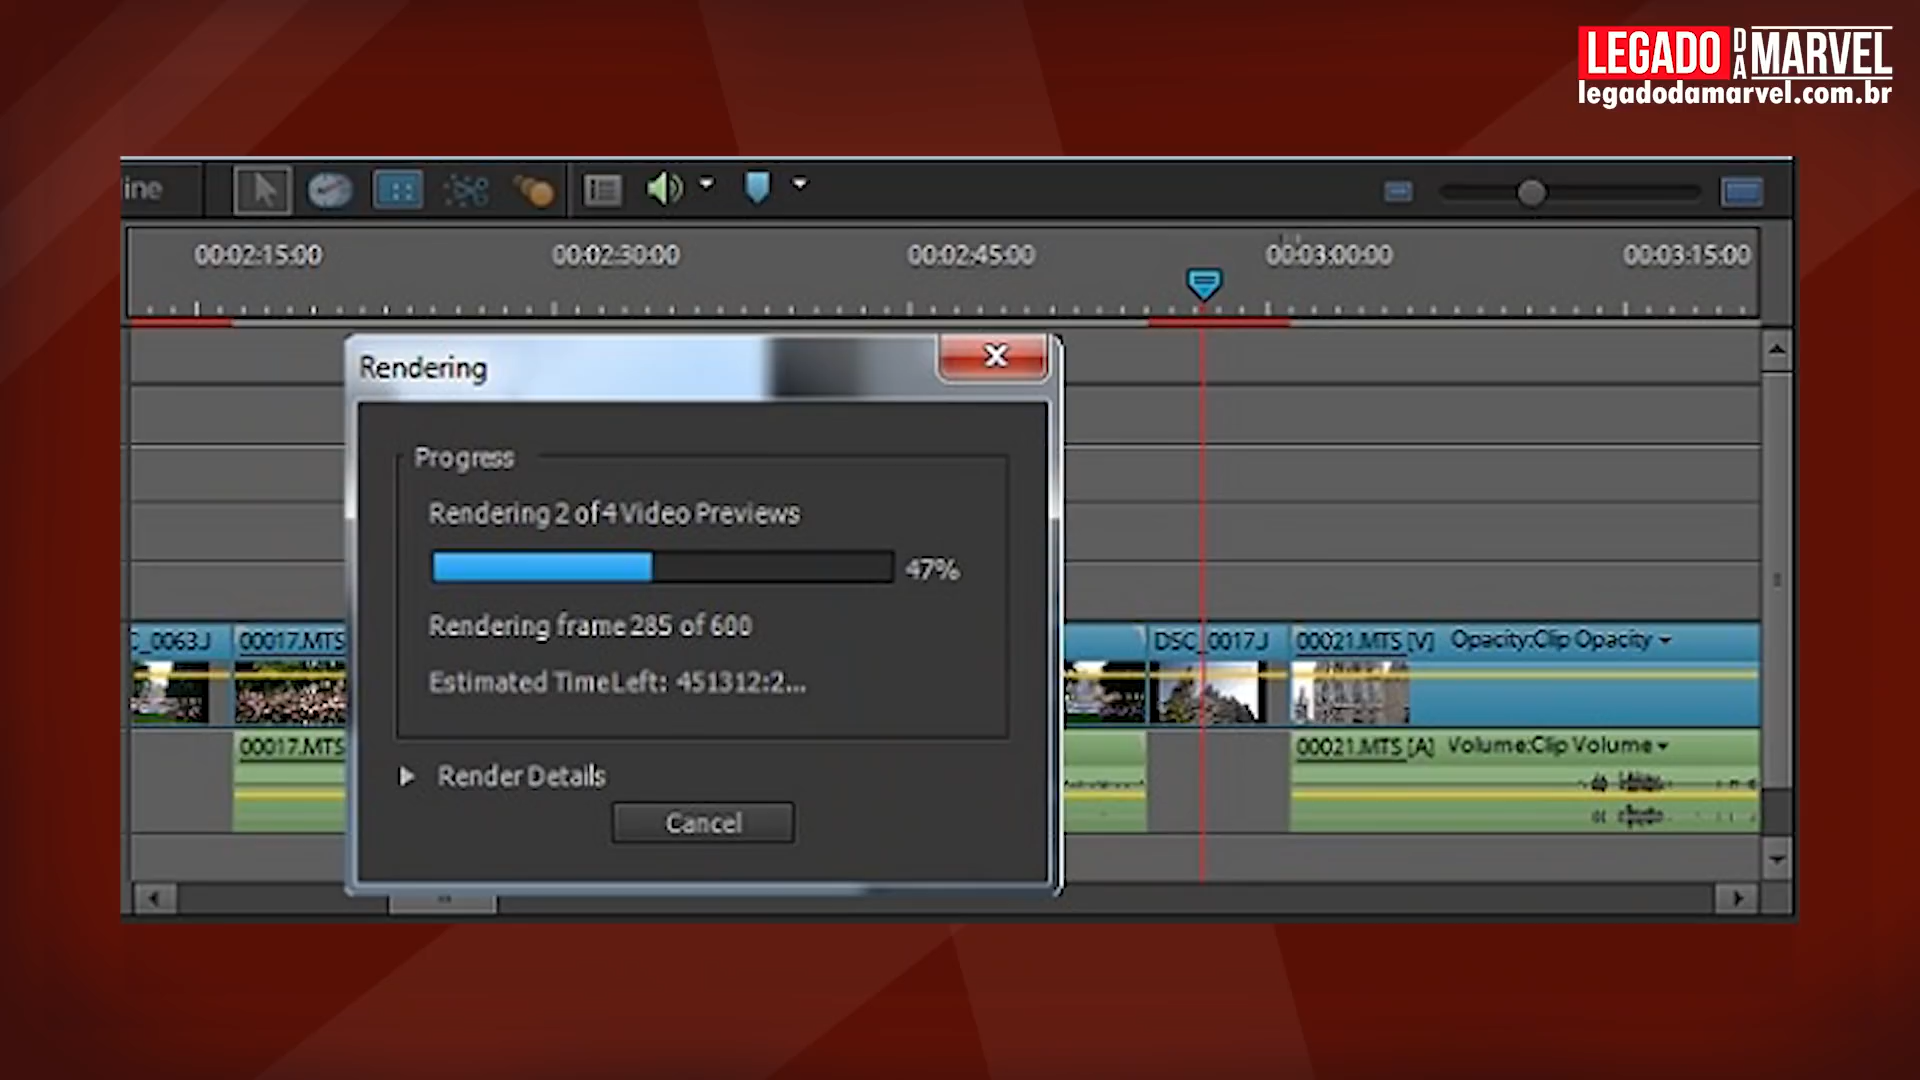 LEGADO DA MARVEL
legadodamarvel.com.br
ine
00:02:15:00 00:02:30:00 00:02:45:00 00:03:00:00 00:03:15:00
Rendering
Progress
Rendering 2 of 4 Video Previews
47%
Rendering frame 285 of 600
Estimated Time Left: 451312:2...
Render Details
Cancel
C_0063.J 00017.MTS DSC_0017.J 00021.MTS [V] Opacity:Clip Opacity
00017.MTS 00021.MTS [A] Volume:Clip Volume